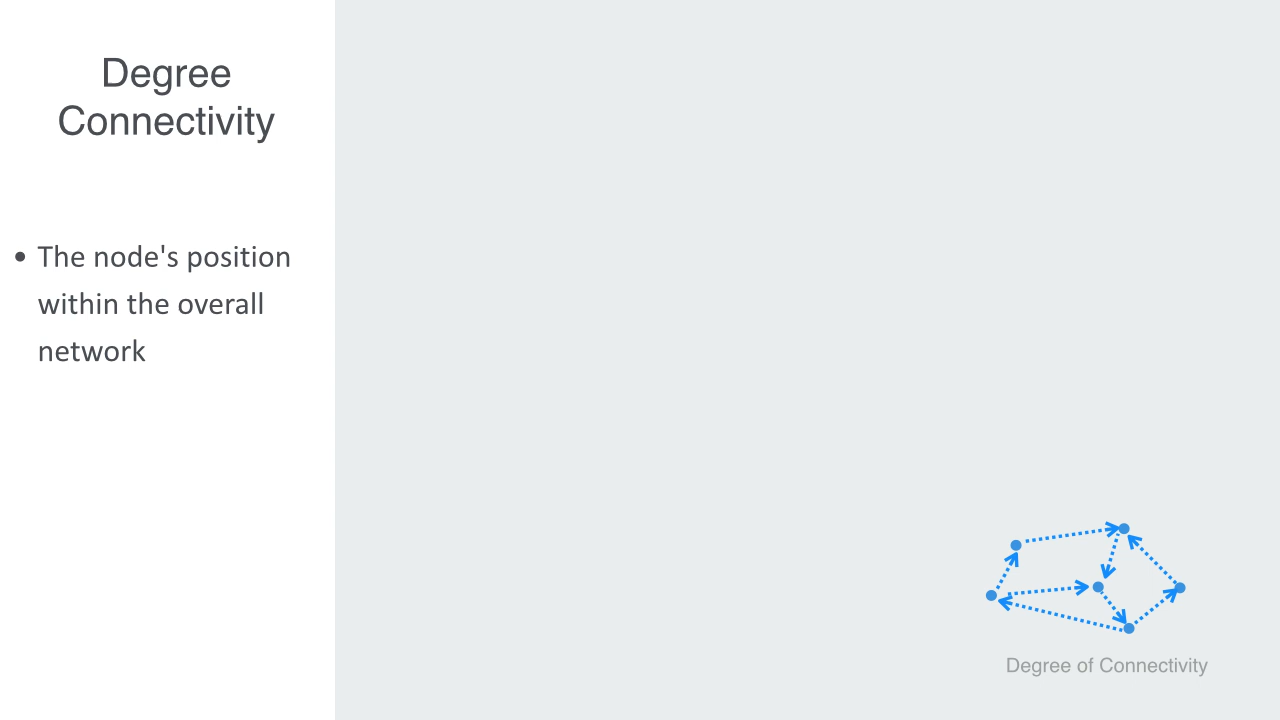 Degree
Connectivity
• The node's position
within the overall
network
Degree of Connectivity